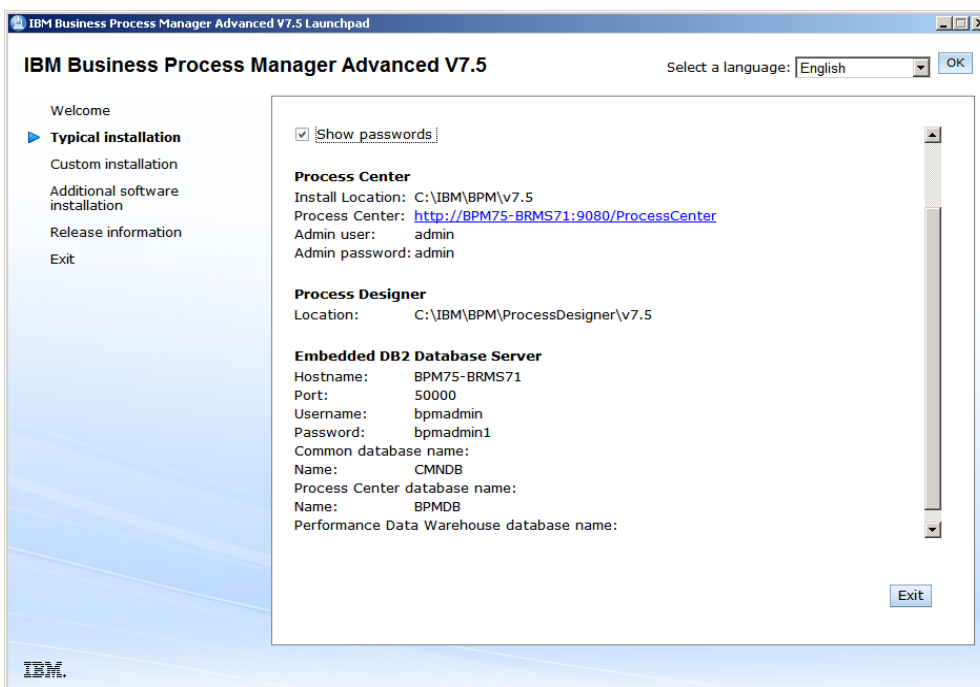 IBM Business Process Manager Advanced V7.5 Launchpad
IBM Business Process Manager Advanced V7.5
Select a language: English OK
Welcome
Typical installation
Custom installation
Additional software
installation
Release information
Exit
Show passwords
Process Center
Install Location: C:\IBM\BPM\v7.5
Process Center: http://BPM75-BRMS71:9080/ProcessCenter
Admin user: admin
Admin password: admin
Process Designer
Location: C:\IBM\BPM\ProcessDesigner\v7.5
Embedded DB2 Database Server
Hostname: BPM75-BRMS71
Port: 50000
Username: bpmadmin
Password: bpmadmin1
Common database name:
Name: CMNDB
Process Center database name:
Name: BPMDB
Performance Data Warehouse database name:
Exit
IBM.